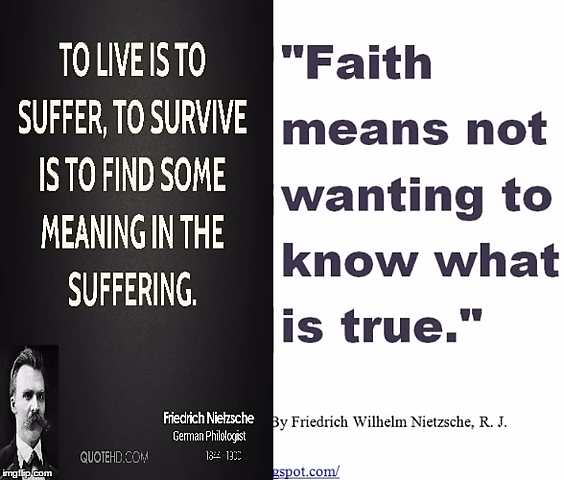 TO LIVE IS TO
SUFFER, TO SURVIVE
IS TO FIND SOME
MEANING IN THE
SUFFERING.
Friedrich Nietzsche
German Philologist
1844 - 1900
QUOTEHD.COM
imgflip.com
"Faith
means not
wanting to
know what
is true."
By Friedrich Wilhelm Nietzsche, R. J.
gspot.com/